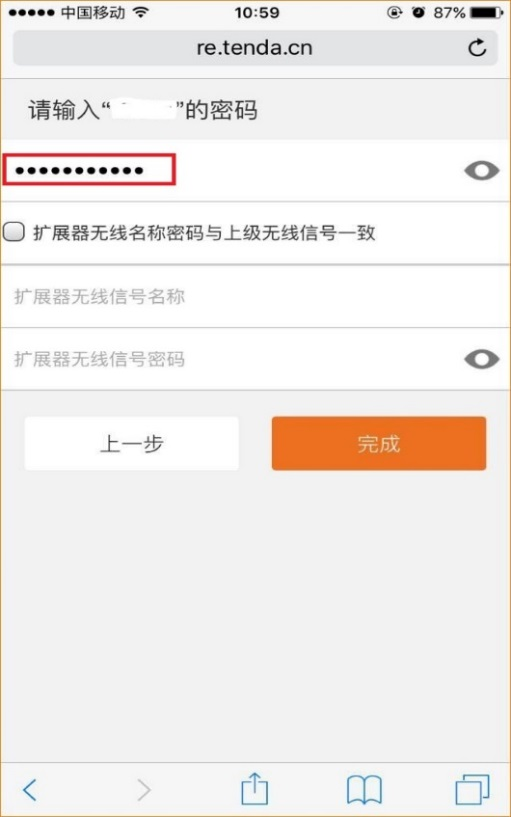 中国移动 10:59 87%
re.tenda.cn
请输入“ ”的密码
•••••••••••
扩展器无线名称密码与上级无线信号一致
扩展器无线信号名称
扩展器无线信号密码
上一步 完成